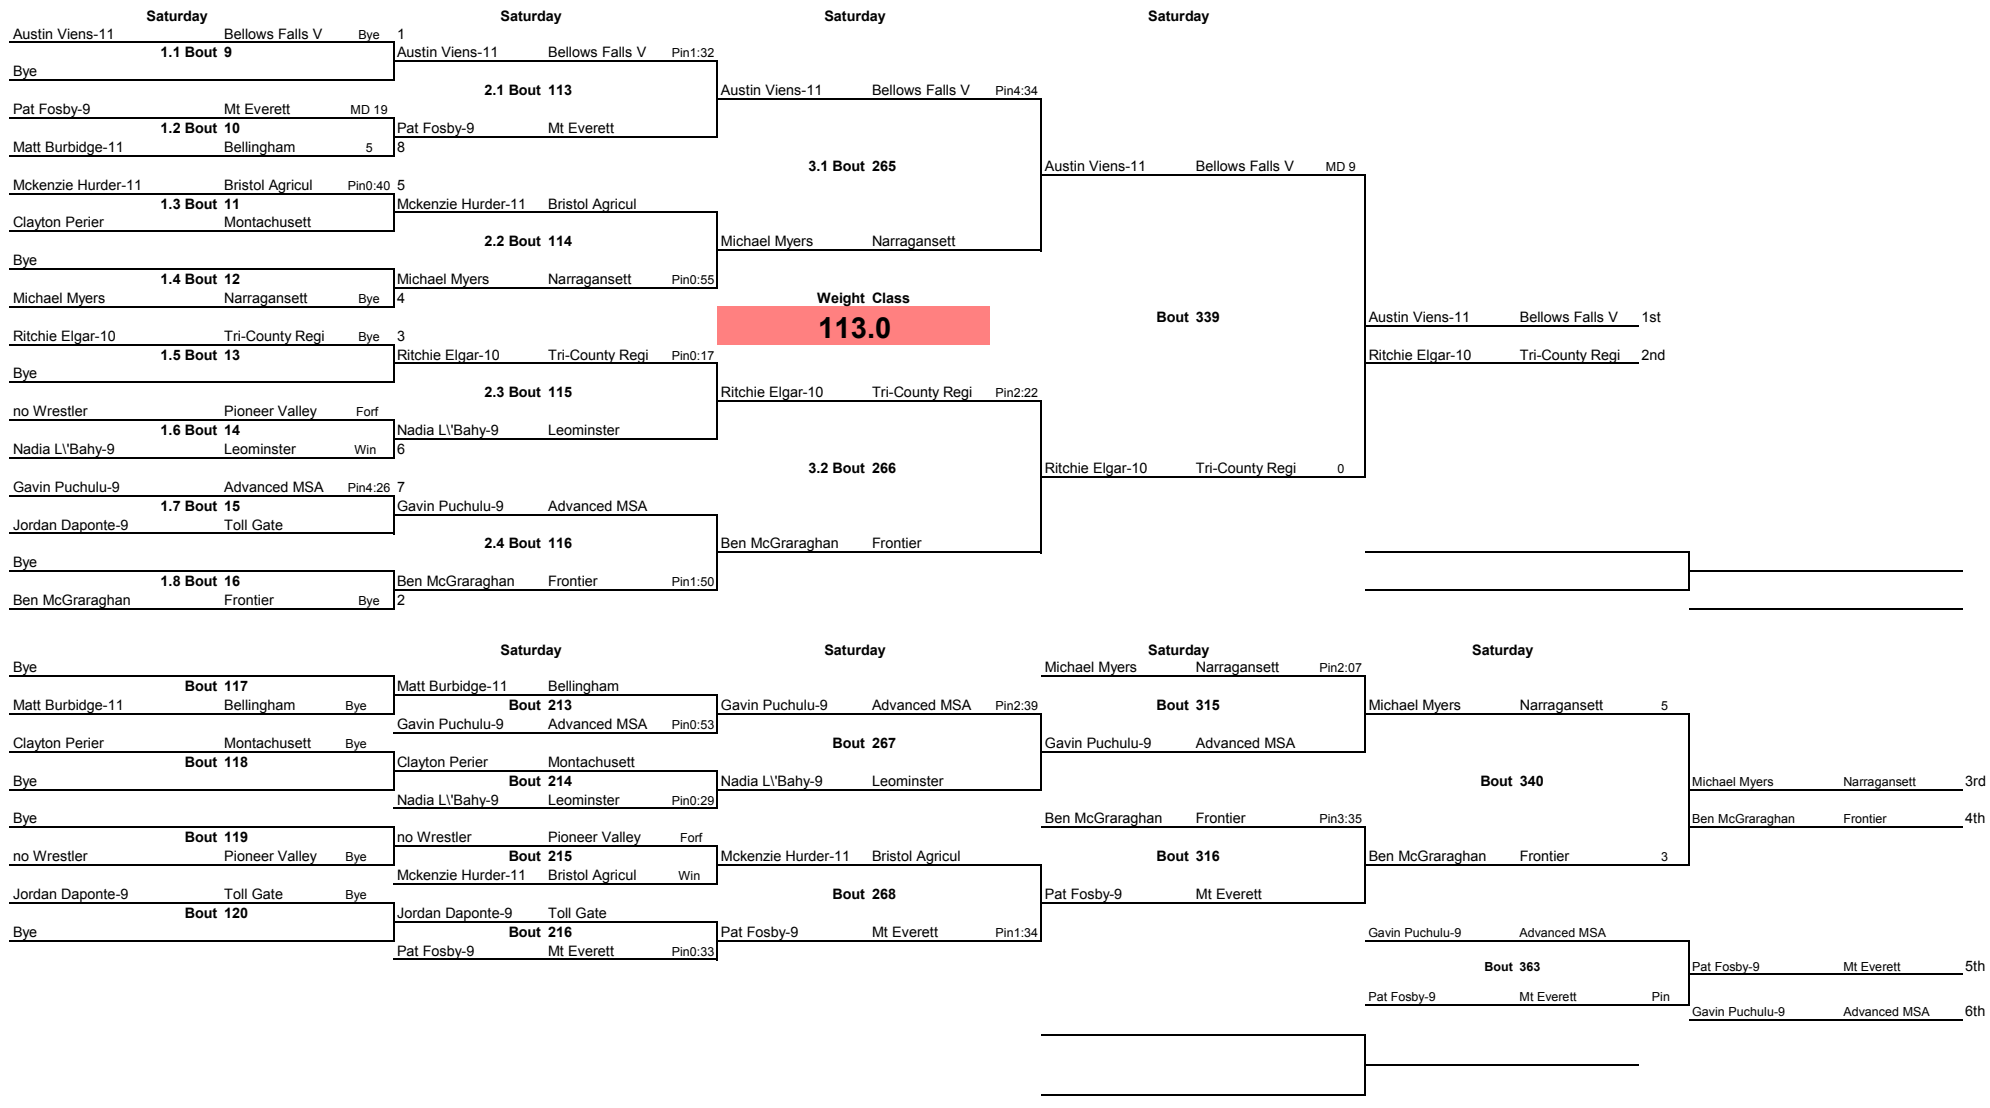 Saturday Saturday Saturday Saturday
Austin Viens-11 Bellows Falls V Bye 1
1.1 Bout 9 Austin Viens-11 Bellows Falls V Pin1:32
Bye
2.1 Bout 113 Austin Viens-11 Bellows Falls V Pin4:34
Pat Fosby-9 Mt Everett MD 19
1.2 Bout 10 Pat Fosby-9 Mt Everett
Matt Burbidge-11 Bellingham 5 8
3.1 Bout 265 Austin Viens-11 Bellows Falls V MD 9
Mckenzie Hurder-11 Bristol Agricul Pin0:40 5
1.3 Bout 11 Mckenzie Hurder-11 Bristol Agricul
Clayton Perier Montachusett
2.2 Bout 114 Michael Myers Narragansett
Bye
1.4 Bout 12 Michael Myers Narragansett Pin0:55
Michael Myers Narragansett Bye 4 Weight Class
113.0 Bout 339 Austin Viens-11 Bellows Falls V 1st
Ritchie Elgar-10 Tri-County Regi Bye 3
1.5 Bout 13 Ritchie Elgar-10 Tri-County Regi Pin0:17 Ritchie Elgar-10 Tri-County Regi 2nd
Bye
2.3 Bout 115 Ritchie Elgar-10 Tri-County Regi Pin2:22
no Wrestler Pioneer Valley Forf
1.6 Bout 14 Nadia L\'Bahy-9 Leominster
Nadia L\'Bahy-9 Leominster Win 6
3.2 Bout 266 Ritchie Elgar-10 Tri-County Regi 0
Gavin Puchulu-9 Advanced MSA Pin4:26 7
1.7 Bout 15 Gavin Puchulu-9 Advanced MSA
Jordan Daponte-9 Toll Gate
2.4 Bout 116 Ben McGraraghan Frontier
Bye
1.8 Bout 16 Ben McGraraghan Frontier Pin1:50
Ben McGraraghan Frontier Bye 2
Saturday Saturday Saturday Saturday
Bye Michael Myers Narragansett Pin2:07
Bout 117 Matt Burbidge-11 Bellingham
Matt Burbidge-11 Bellingham Bye Bout 213 Gavin Puchulu-9 Advanced MSA Pin2:39 Bout 315 Michael Myers Narragansett 5
Gavin Puchulu-9 Advanced MSA Pin0:53
Clayton Perier Montachusett Bye Bout 267 Gavin Puchulu-9 Advanced MSA
Bout 118 Clayton Perier Montachusett
Bye Bout 214 Nadia L\'Bahy-9 Leominster Bout 340 Michael Myers Narragansett 3rd
Nadia L\'Bahy-9 Leominster Pin0:29
Bye Ben McGraraghan Frontier Pin3:35 Ben McGraraghan Frontier 4th
Bout 119 no Wrestler Pioneer Valley Forf
no Wrestler Pioneer Valley Bye Bout 215 Mckenzie Hurder-11 Bristol Agricul Bout 316 Ben McGraraghan Frontier 3
Mckenzie Hurder-11 Bristol Agricul Win
Jordan Daponte-9 Toll Gate Bye Bout 268 Pat Fosby-9 Mt Everett
Bout 120 Jordan Daponte-9 Toll Gate
Bye Bout 216 Pat Fosby-9 Mt Everett Pin1:34 Gavin Puchulu-9 Advanced MSA
Pat Fosby-9 Mt Everett Pin0:33
Bout 363 Pat Fosby-9 Mt Everett 5th
Pat Fosby-9 Mt Everett Pin
Gavin Puchulu-9 Advanced MSA 6th